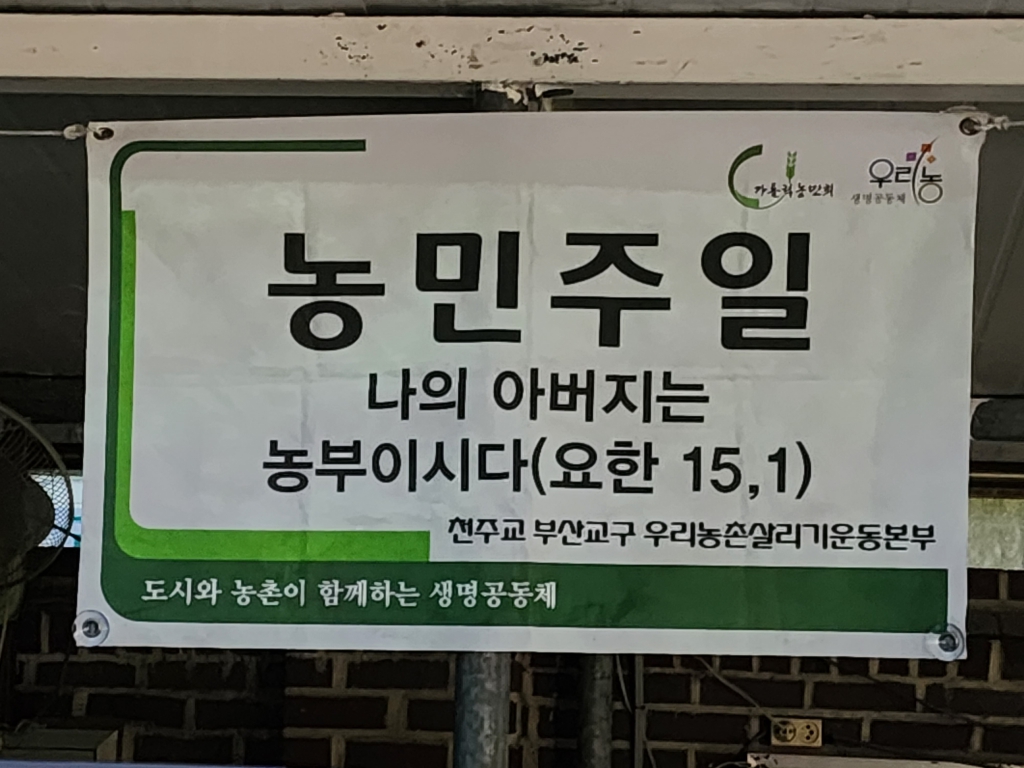 가톨릭농민회
우리농
생명공동체
농민주일
나의 아버지는
농부이시다(요한 15,1)
천주교 부산교구 우리농촌살리기운동본부
도시와 농촌이 함께하는 생명공동체